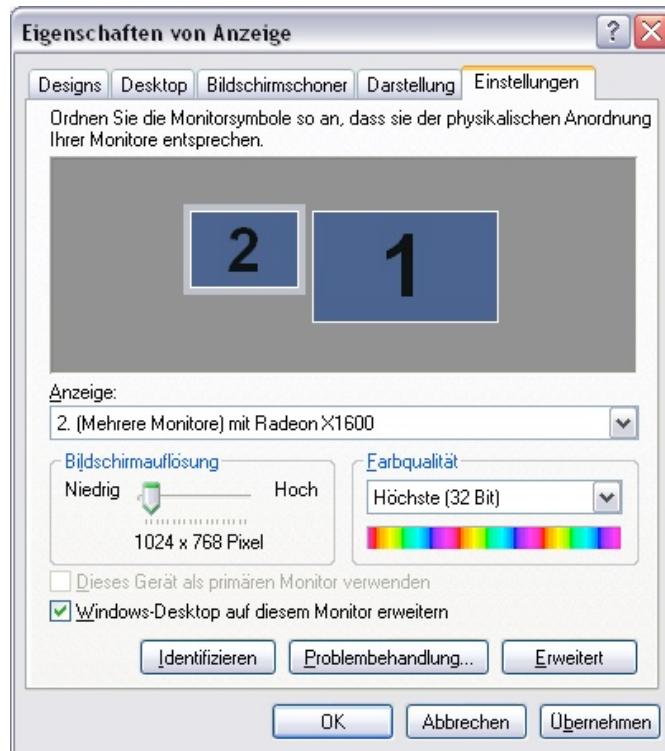 Eigenschaften von Anzeige
Designs Desktop Bildschirmschoner Darstellung Einstellungen
Ordnen Sie die Monitorsymbole so an, dass sie der physikalischen Anordnung
Ihrer Monitore entsprechen.
2 1
Anzeige:
2. (Mehrere Monitore) mit Radeon X1600
Bildschirmauflösung Farbqualität
Niedrig Hoch Höchste (32 Bit)
1024 x 768 Pixel
Dieses Gerät als primären Monitor verwenden
Windows-Desktop auf diesem Monitor erweitern
Identifizieren Problembehandlung... Erweitert
OK Abbrechen Übernehmen